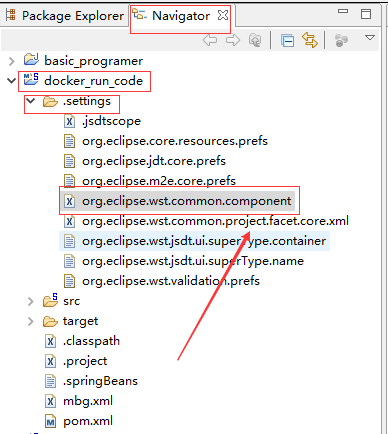 Package Explorer Navigator
basic_programer
docker_run_code
.settings
.jsdtscope
org.eclipse.core.resources.prefs
org.eclipse.jdt.core.prefs
org.eclipse.m2e.core.prefs
org.eclipse.wst.common.component
org.eclipse.wst.common.project.facet.core.xml
org.eclipse.wst.jsdt.ui.superType.container
org.eclipse.wst.jsdt.ui.superType.name
org.eclipse.wst.validation.prefs
src
target
.classpath
.project
.springBeans
mbg.xml
pom.xml